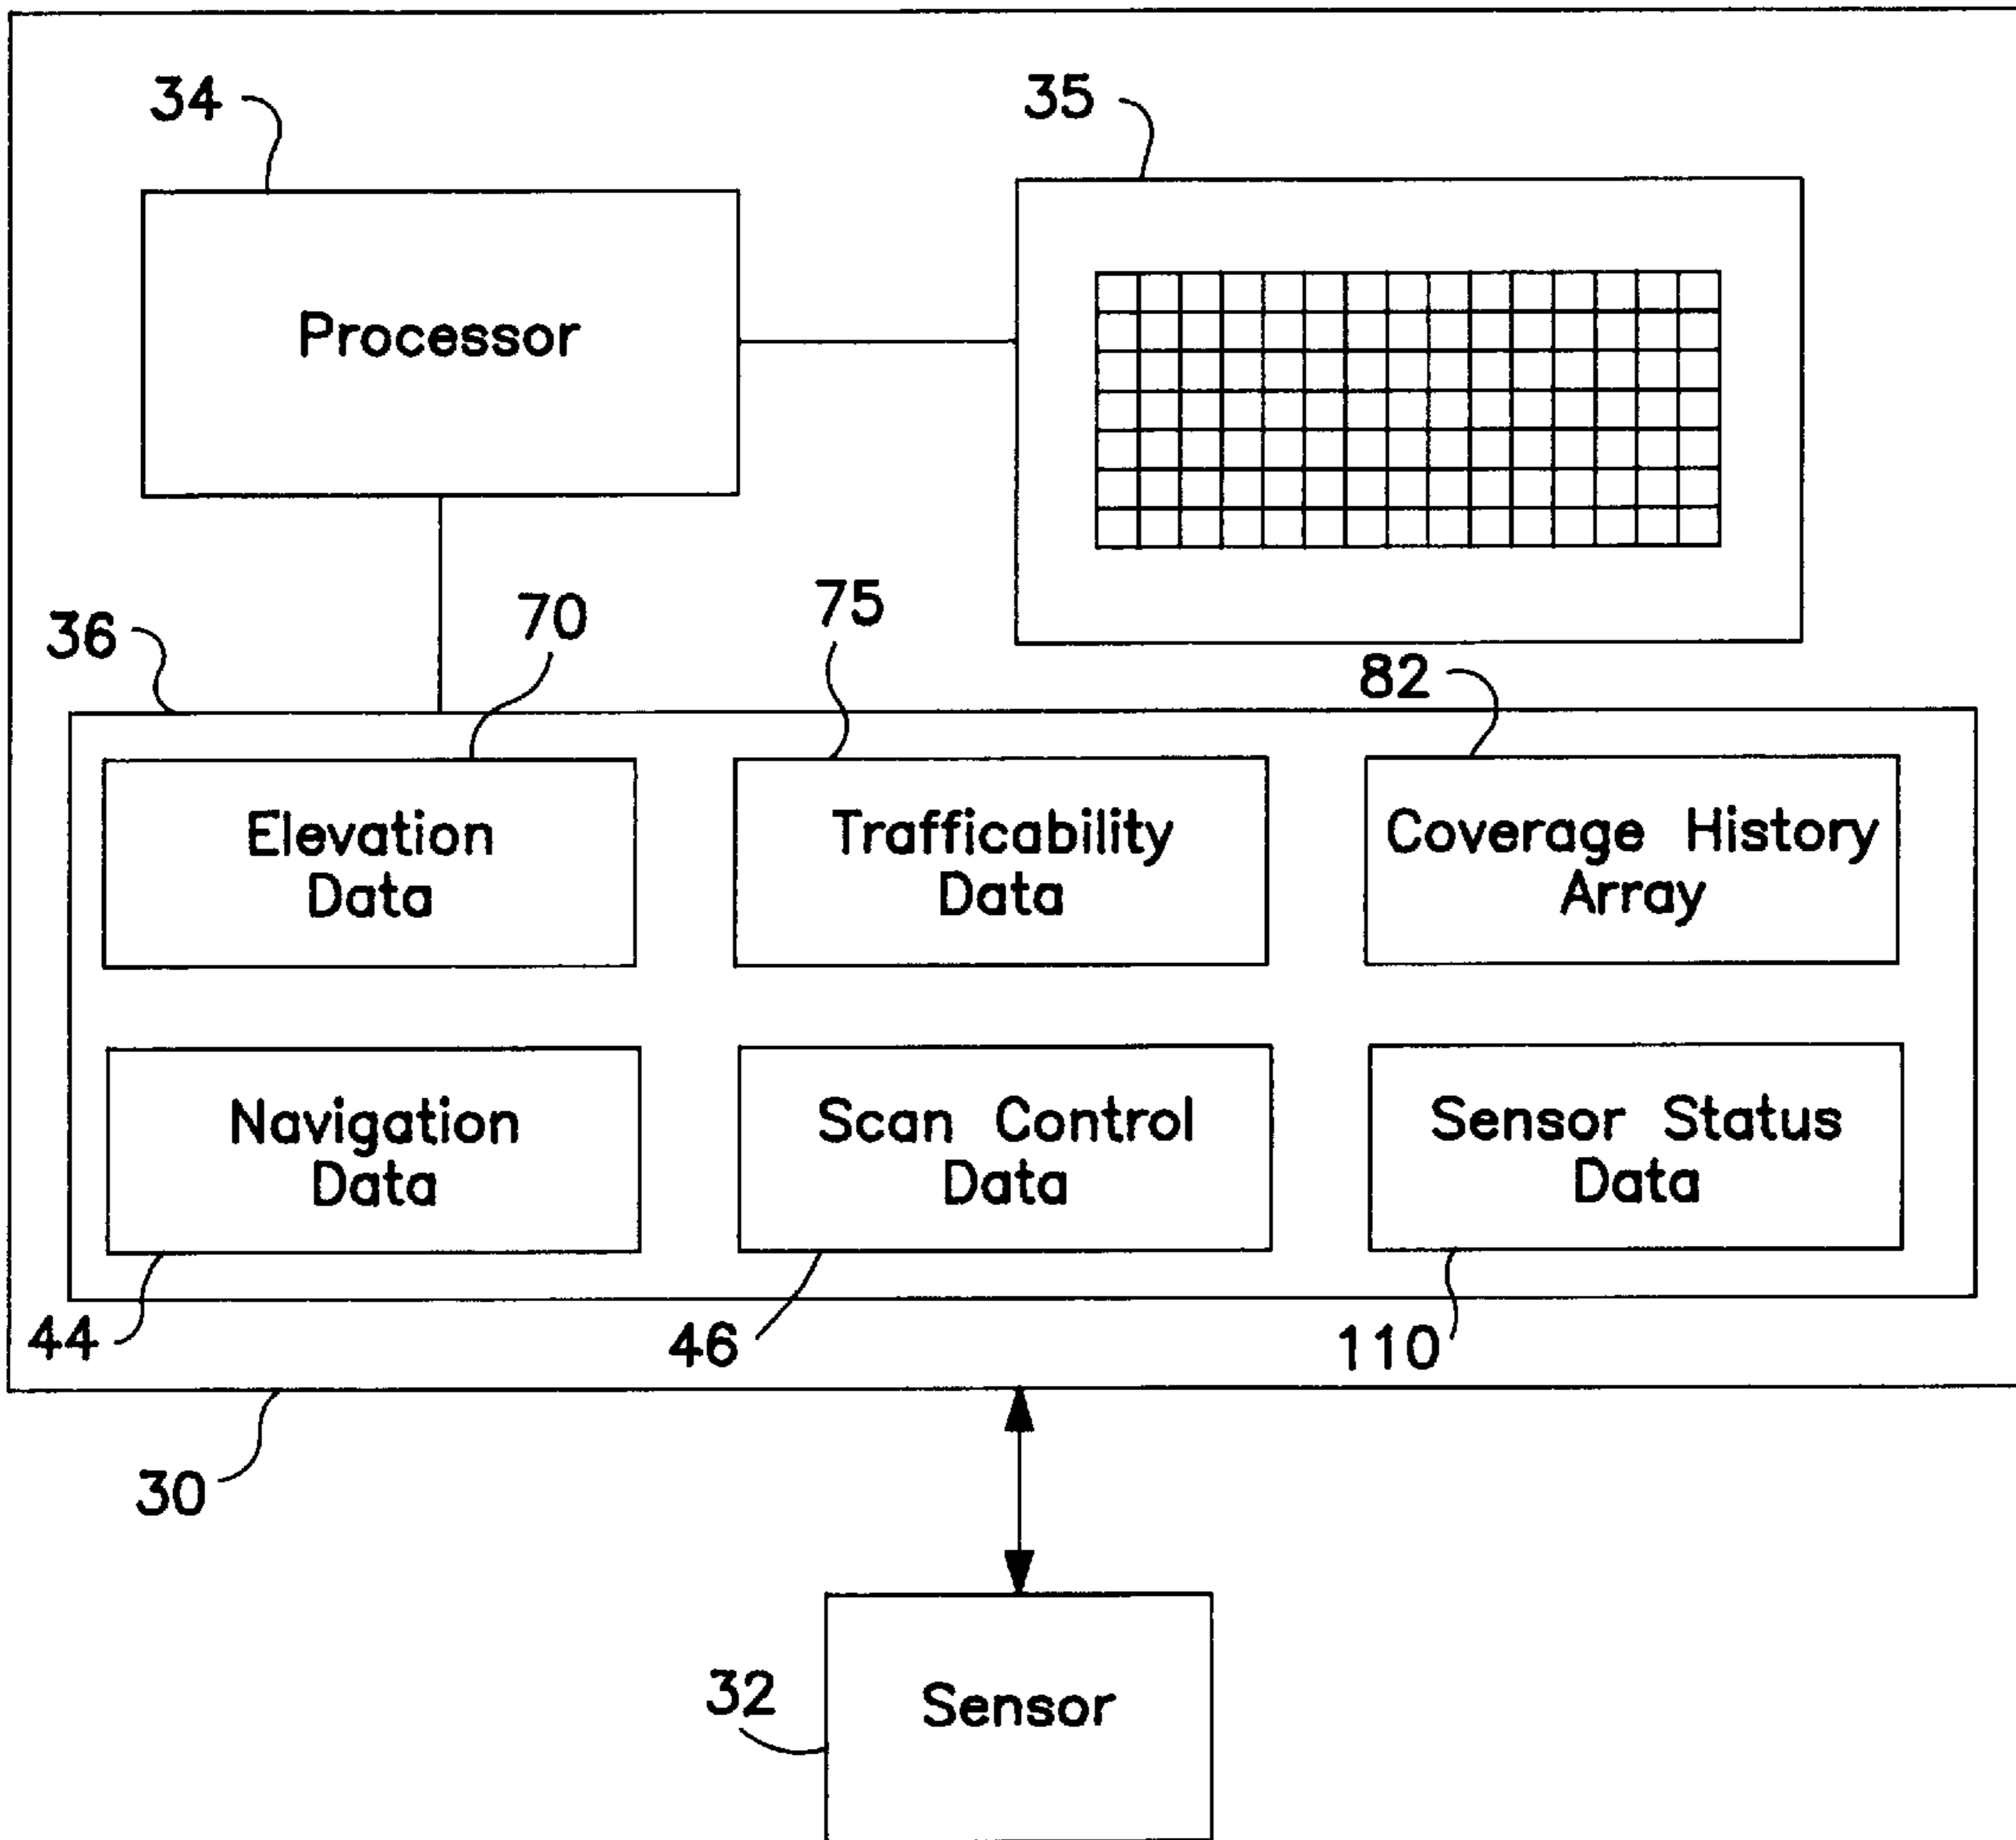 34
35
Processor
36
70
75
82
Elevation
Data
Trafficability
Data
Coverage History
Array
Navigation
Data
Scan Control
Data
Sensor Status
Data
44
46
110
30
32
Sensor